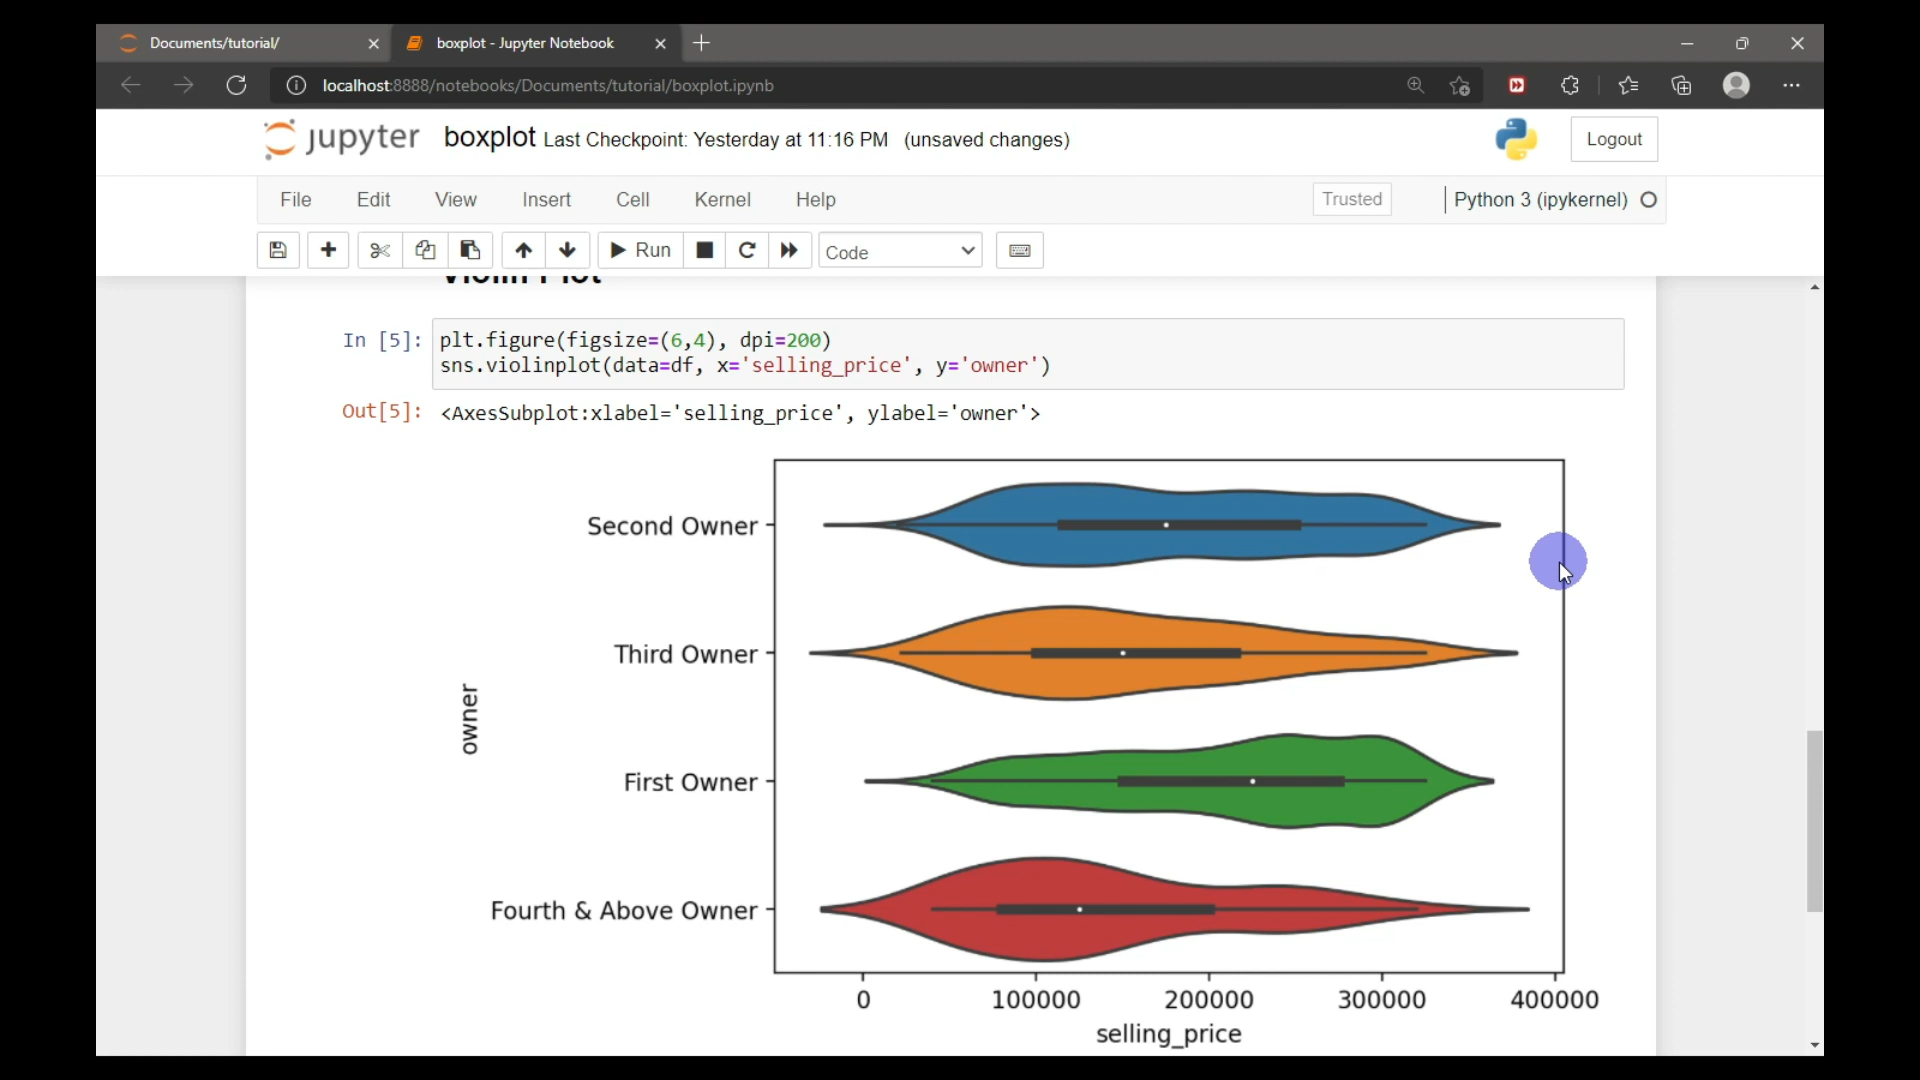 Documents/tutorial/
boxplot - Jupyter Notebook
localhost:8888/notebooks/Documents/tutorial/boxplot.ipynb
jupyter boxplot Last Checkpoint: Yesterday at 11:16 PM (unsaved changes)
Logout
File Edit View Insert Cell Kernel Help Trusted Python 3 (ipykernel)
Run Code
Violin Plot
In [5]: plt.figure(figsize=(6,4), dpi=200)
sns.violinplot(data=df, x='selling_price', y='owner')
Out[5]: <AxesSubplot:xlabel='selling_price', ylabel='owner'>
Second Owner
Third Owner
owner
First Owner
Fourth & Above Owner
0 100000 200000 300000 400000
selling_price